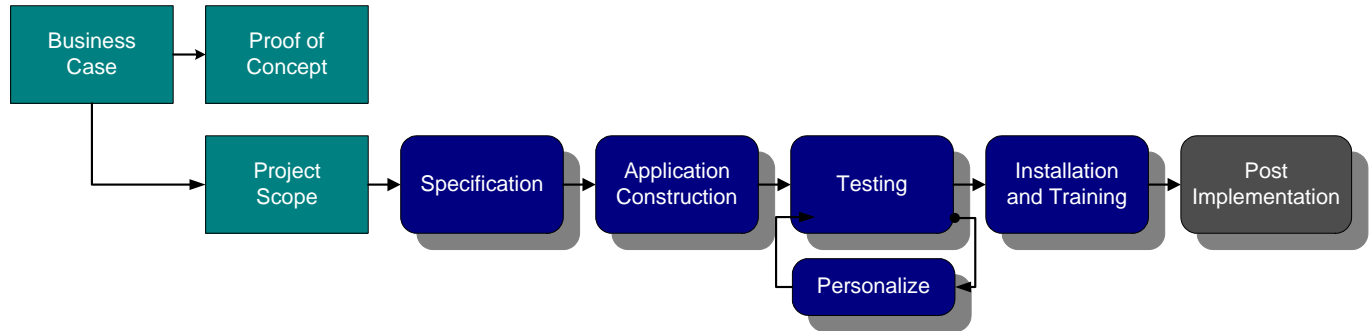 Business
Case
Proof of
Concept
Project
Scope
Specification
Application
Construction
Testing
Installation
and Training
Post
Implementation
Personalize